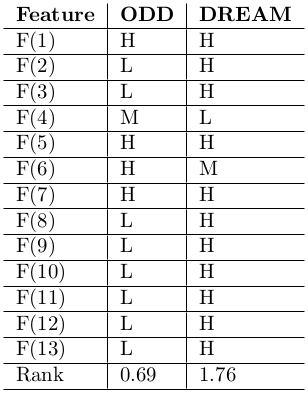 Feature ODD DREAM
F(1) H H
F(2) L H
F(3) L H
F(4) M L
F(5) H H
F(6) H M
F(7) H H
F(8) L H
F(9) L H
F(10) L H
F(11) L H
F(12) L H
F(13) L H
Rank 0.69 1.76